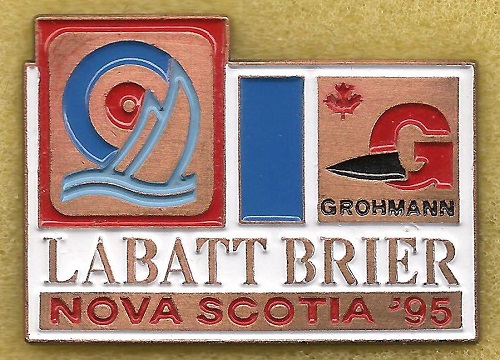 G
GROHMANN
LABATT BRIER
NOVA SCOTIA '95